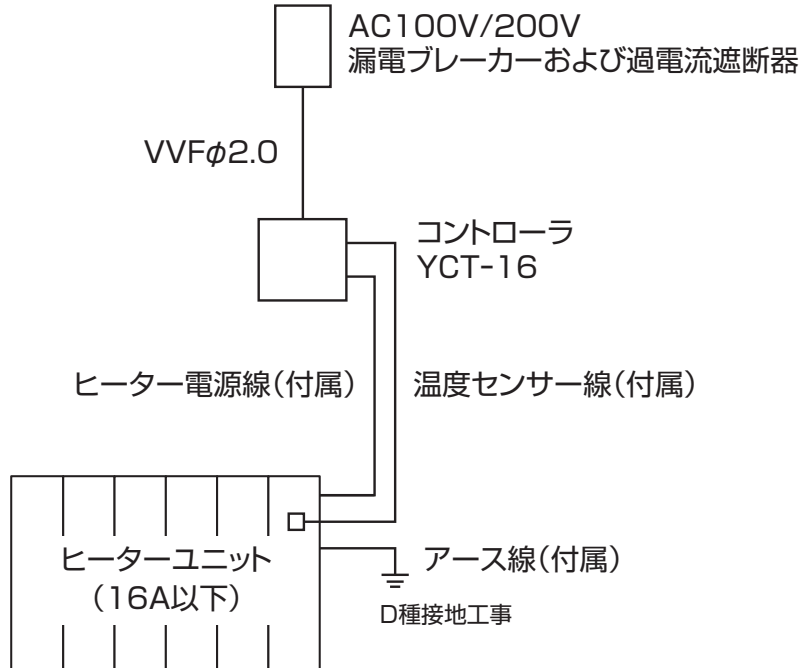 AC100V/200V
漏電ブレーカーおよび過電流遮断器
VVFφ2.0
コントローラ
YCT-16
ヒーター電源線(付属)
温度センサー線(付属)
ヒーターユニット
(16A以下)
アース線(付属)
D種接地工事